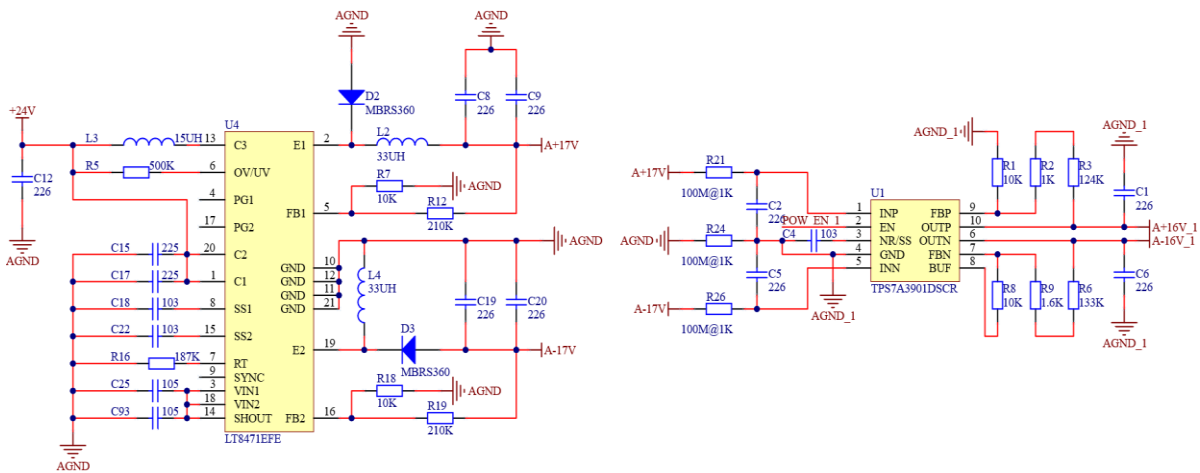 AGND
AGND
D2
MBRS360
C8
226
C9
226
+24V
U4
L3
15UH
13
C3
E1
2
L2
33UH
A+17V
R5
500K
6
OV/UV
C12
226
AGND
4
PG1
R7
10K
AGND
FB1
5
R12
210K
17
PG2
C15
225
20
C2
C17
225
1
C1
GND
10
GND
12
GND
11
GND
21
L4
33UH
AGND
C18
103
8
SS1
C19
226
C20
226
C22
103
15
SS2
D3
MBRS360
E2
19
A-17V
R16
187K
7
RT
9
SYNC
C25
105
3
VIN1
18
VIN2
C93
105
14
SHOUT
FB2
16
R18
10K
AGND
R19
210K
LT8471EFE
AGND
A+17V
R21
100M@1K
C2
226
POW_EN_1
AGND
R24
100M@1K
C4
103
C5
226
A-17V
R26
100M@1K
AGND_1
U1
1
INP
FBP
9
2
EN
OUTP
10
3
NR/SS
OUTN
6
4
GND
FBN
7
5
INN
BUF
8
TPS7A3901DSCR
AGND_1
R1
10K
R2
1K
R3
124K
AGND_1
C1
226
A+16V_1
A-16V_1
R8
10K
R9
1.6K
R6
133K
C6
226
AGND_1